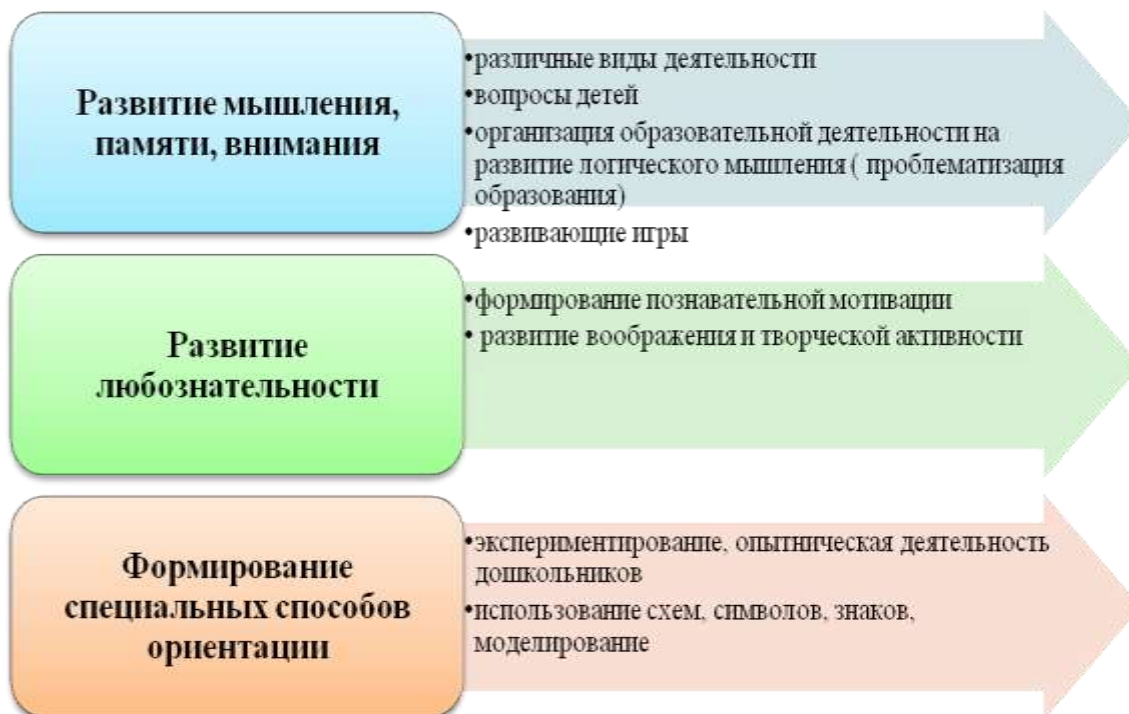 Развитие мышления,
памяти, внимания
•различные виды деятельности
•вопросы детей
•организация образовательной деятельности на
развитие логического мышления ( проблематизация
образования)
•развивающие игры
Развитие
любознательности
•формирование познавательной мотивации
• развитие воображения и творческой активности
Формирование
специальных способов
ориентации
•экспериментирование, опытническая деятельность
дошкольников
•использование схем, символов, знаков,
моделирование